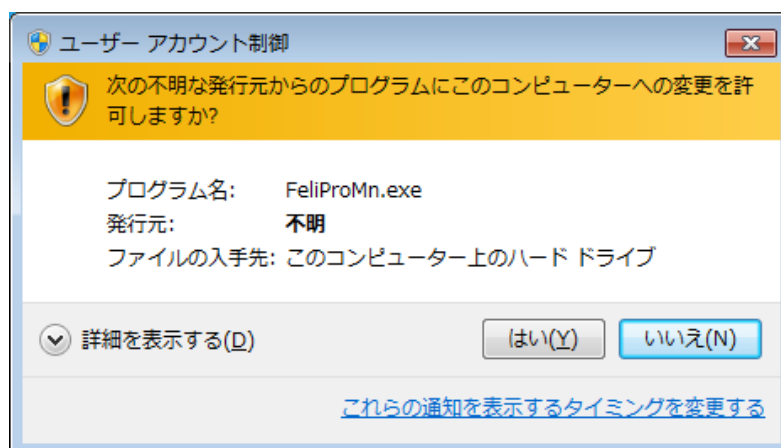 ユーザー アカウント制御
次の不明な発行元からのプログラムにこのコンピューターへの変更を許
可しますか?
プログラム名: FeliProMn.exe
発行元: 不明
ファイルの入手先: このコンピューター上のハード ドライブ
詳細を表示する(D) はい(Y) いいえ(N)
これらの通知を表示するタイミングを変更する